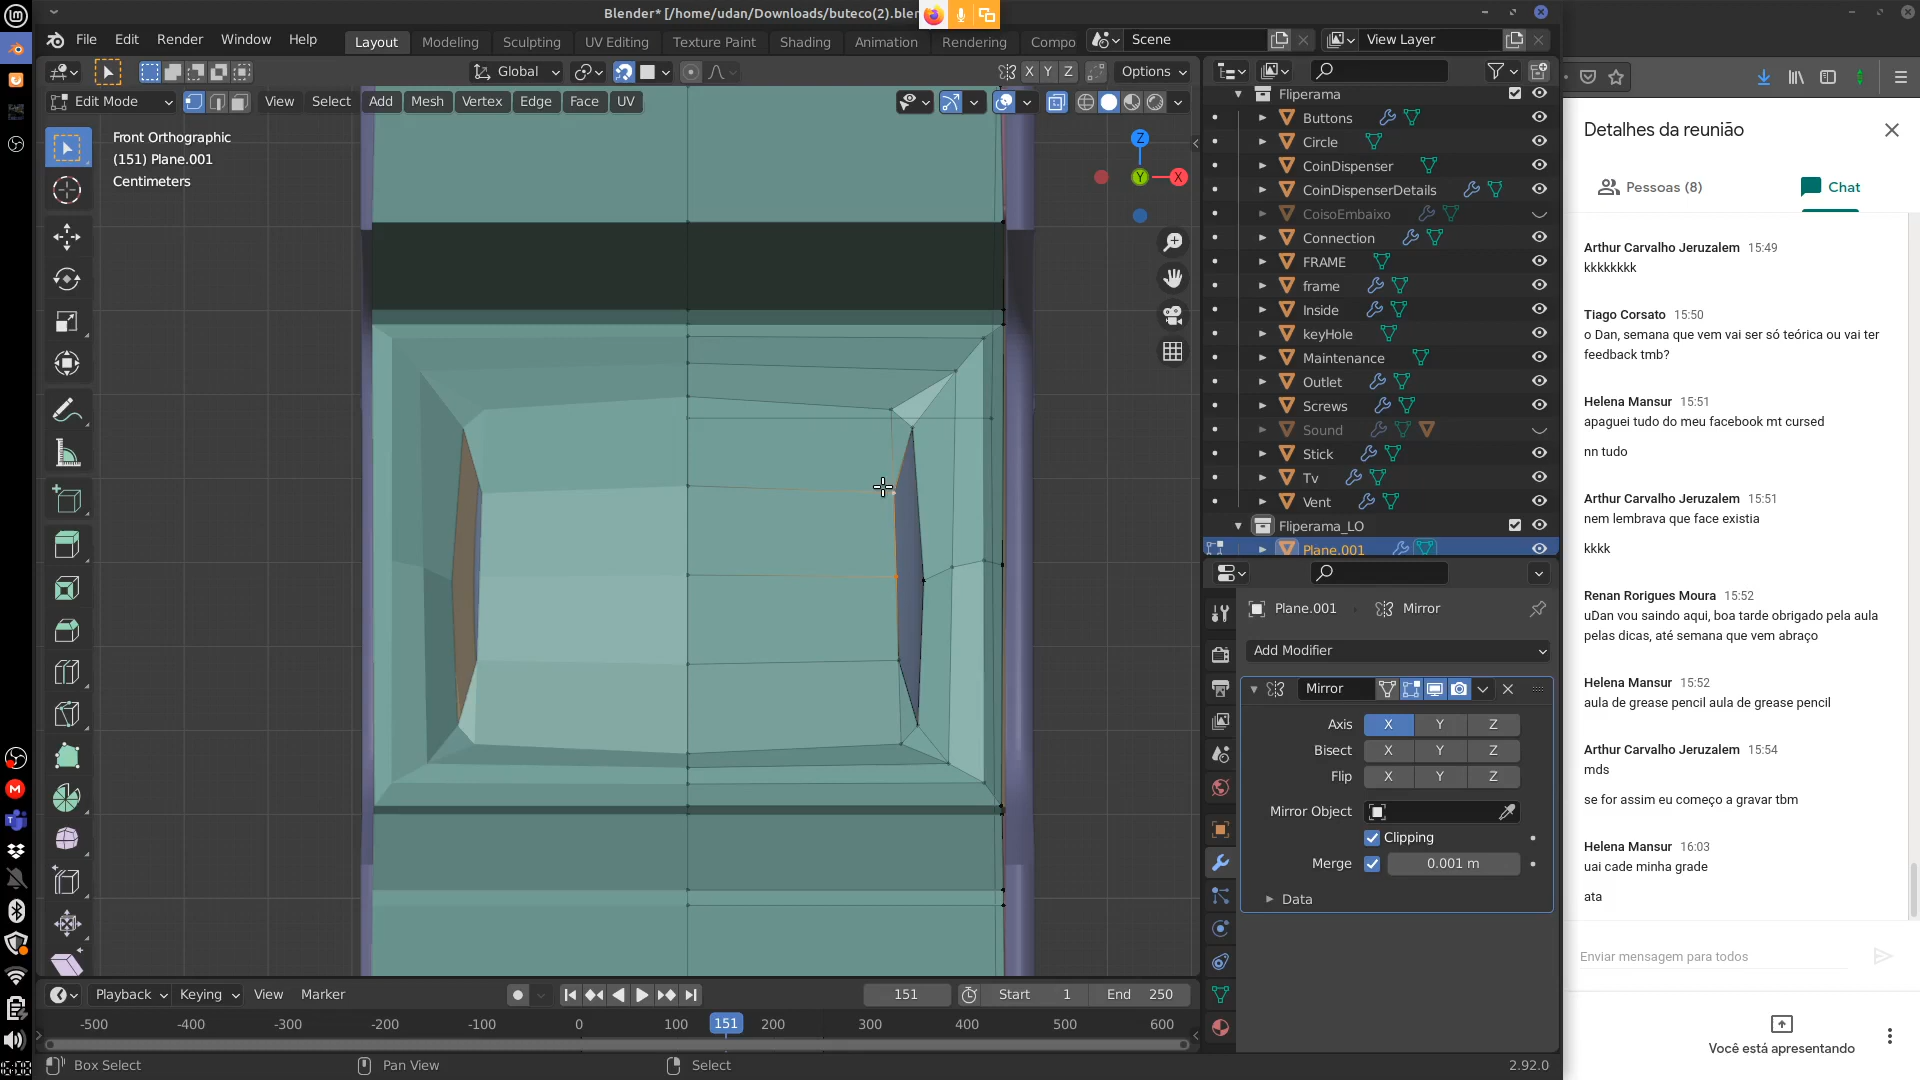 Blender* [/home/udan/Downloads/buteco(2).blen
File Edit Render Window Help
Layout Modeling Sculpting UV Editing Texture Paint Shading Animation Rendering Compo
Scene
View Layer
Global
X Y Z
Options
Edit Mode
View Select Add Mesh Vertex Edge Face UV
Front Orthographic
(151) Plane.001
Centimeters
Z
Y
X
Fliperama
Buttons
Circle
CoinDispenser
CoinDispenserDetails
CoisoEmbaixo
Connection
FRAME
frame
Inside
keyHole
Maintenance
Outlet
Screws
Sound
Stick
Tv
Vent
Fliperama_LO
Plane.001
Plane.001 Mirror
Add Modifier
Mirror
Axis X Y Z
Bisect X Y Z
Flip X Y Z
Mirror Object
Clipping
Merge 0.001 m
Data
Playback Keying View Marker
151
Start 1
End 250
-500 -400 -300 -200 -100 0 100 151 200 300 400 500 600
Box Select
Pan View
Select
2.92.0
Detalhes da reunião
Pessoas (8)
Chat
Arthur Carvalho Jeruzalem 15:49
kkkkkkkk
Tiago Corsato 15:50
o Dan, semana que vem vai ser só teórica ou vai ter
feedback tmb?
Helena Mansur 15:51
apaguei tudo do meu facebook mt cursed
nn tudo
Arthur Carvalho Jeruzalem 15:51
nem lembrava que face existia
kkkk
Renan Rorigues Moura 15:52
uDan vou saindo aqui, boa tarde obrigado pela aula
pelas dicas, até semana que vem abraço
Helena Mansur 15:52
aula de grease pencil aula de grease pencil
Arthur Carvalho Jeruzalem 15:54
mds
se for assim eu começo a gravar tbm
Helena Mansur 16:03
uai cade minha grade
ata
Enviar mensagem para todos
Você está apresentando